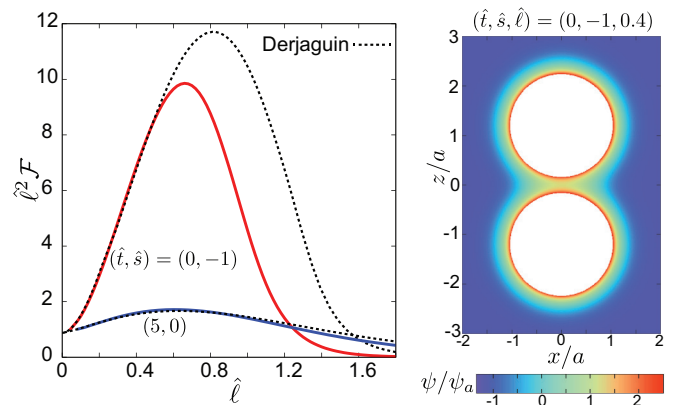 (t̂, ŝ, ℓ̂) = (0, −1, 0.4)
Derjaguin
ℓ̂²ℱ
12
10
8
6
4
2
0
(t̂, ŝ) = (0, −1)
(5, 0)
0 0.4 0.8 1.2 1.6
ℓ̂
z/a
3
2
1
0
-1
-2
-3
-2 -1 0 1 2
x/a
ψ/ψₐ
-1 0 1 2